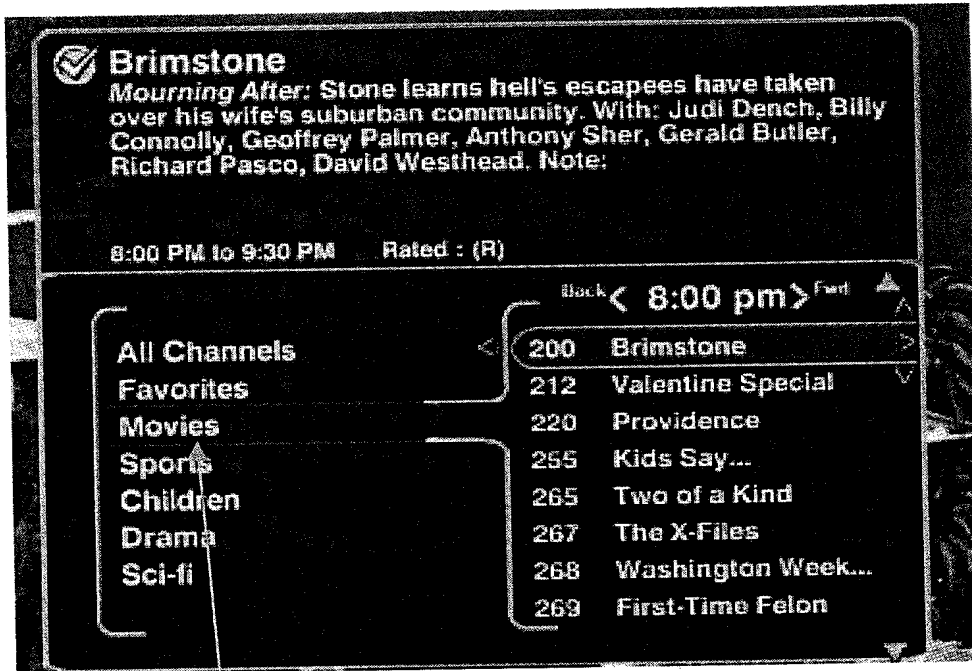 Brimstone
Mourning After: Stone learns hell's escapees have taken
over his wife's suburban community. With: Judi Dench, Billy
Connolly, Geoffrey Palmer, Anthony Sher, Gerald Butler,
Richard Pasco, David Westhead. Note:
8:00 PM to 9:30 PM Rated : (R)
Back < 8:00 pm > Fwd
All Channels
Favorites
Movies
Sports
Children
Drama
Sci-fi
200 Brimstone
212 Valentine Special
220 Providence
255 Kids Say...
265 Two of a Kind
267 The X-Files
268 Washington Week...
269 First-Time Felon